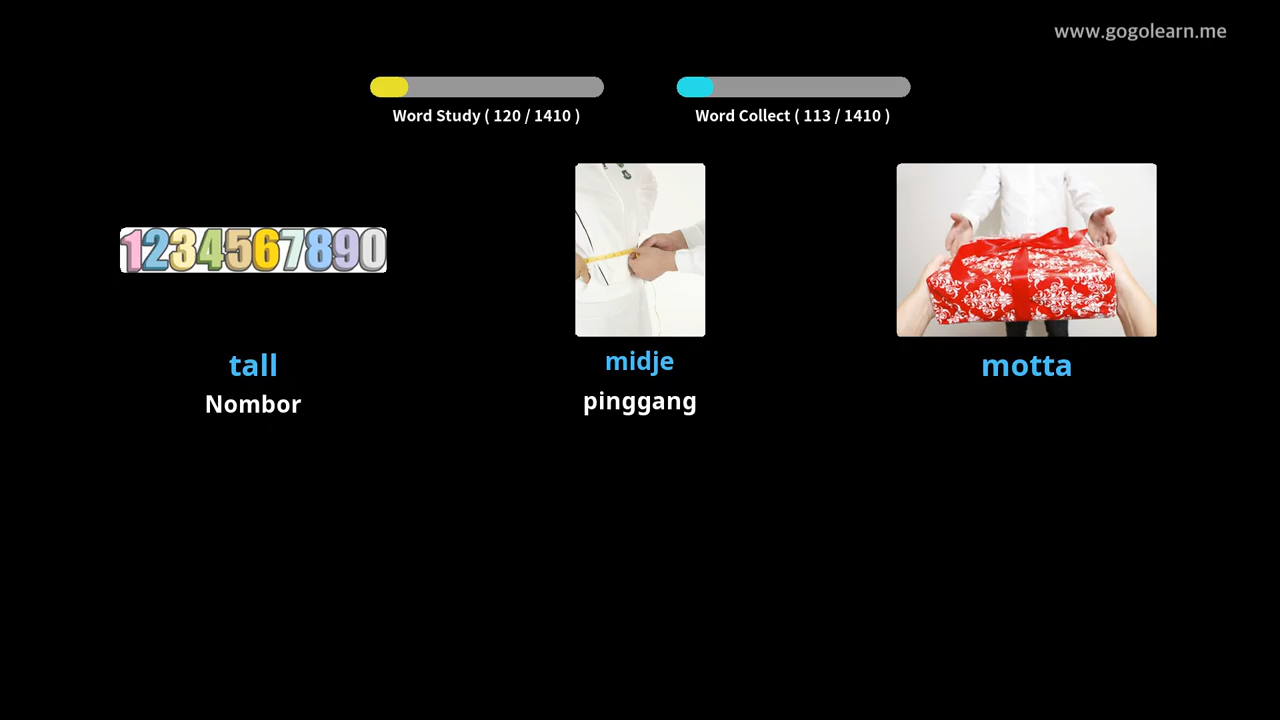 www.gogolearn.me
Word Study ( 120 / 1410 )
Word Collect ( 113 / 1410 )
1234567890
tall
Nombor
midje
pinggang
motta